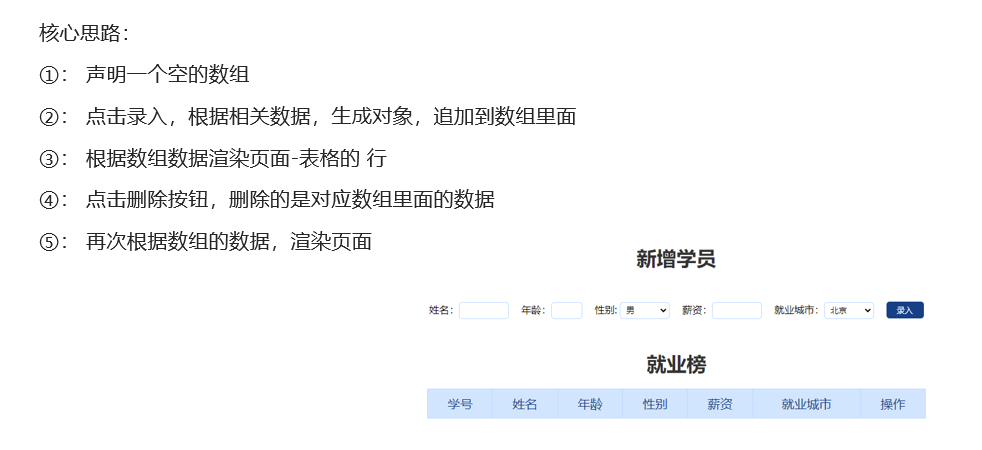 核心思路：
①： 声明一个空的数组
②： 点击录入，根据相关数据，生成对象，追加到数组里面
③： 根据数组数据渲染页面-表格的 行
④： 点击删除按钮，删除的是对应数组里面的数据
⑤： 再次根据数组的数据，渲染页面
新增学员
姓名： 年龄： 性别: 男 薪资： 就业城市： 北京 录入
就业榜
学号 姓名 年龄 性别 薪资 就业城市 操作